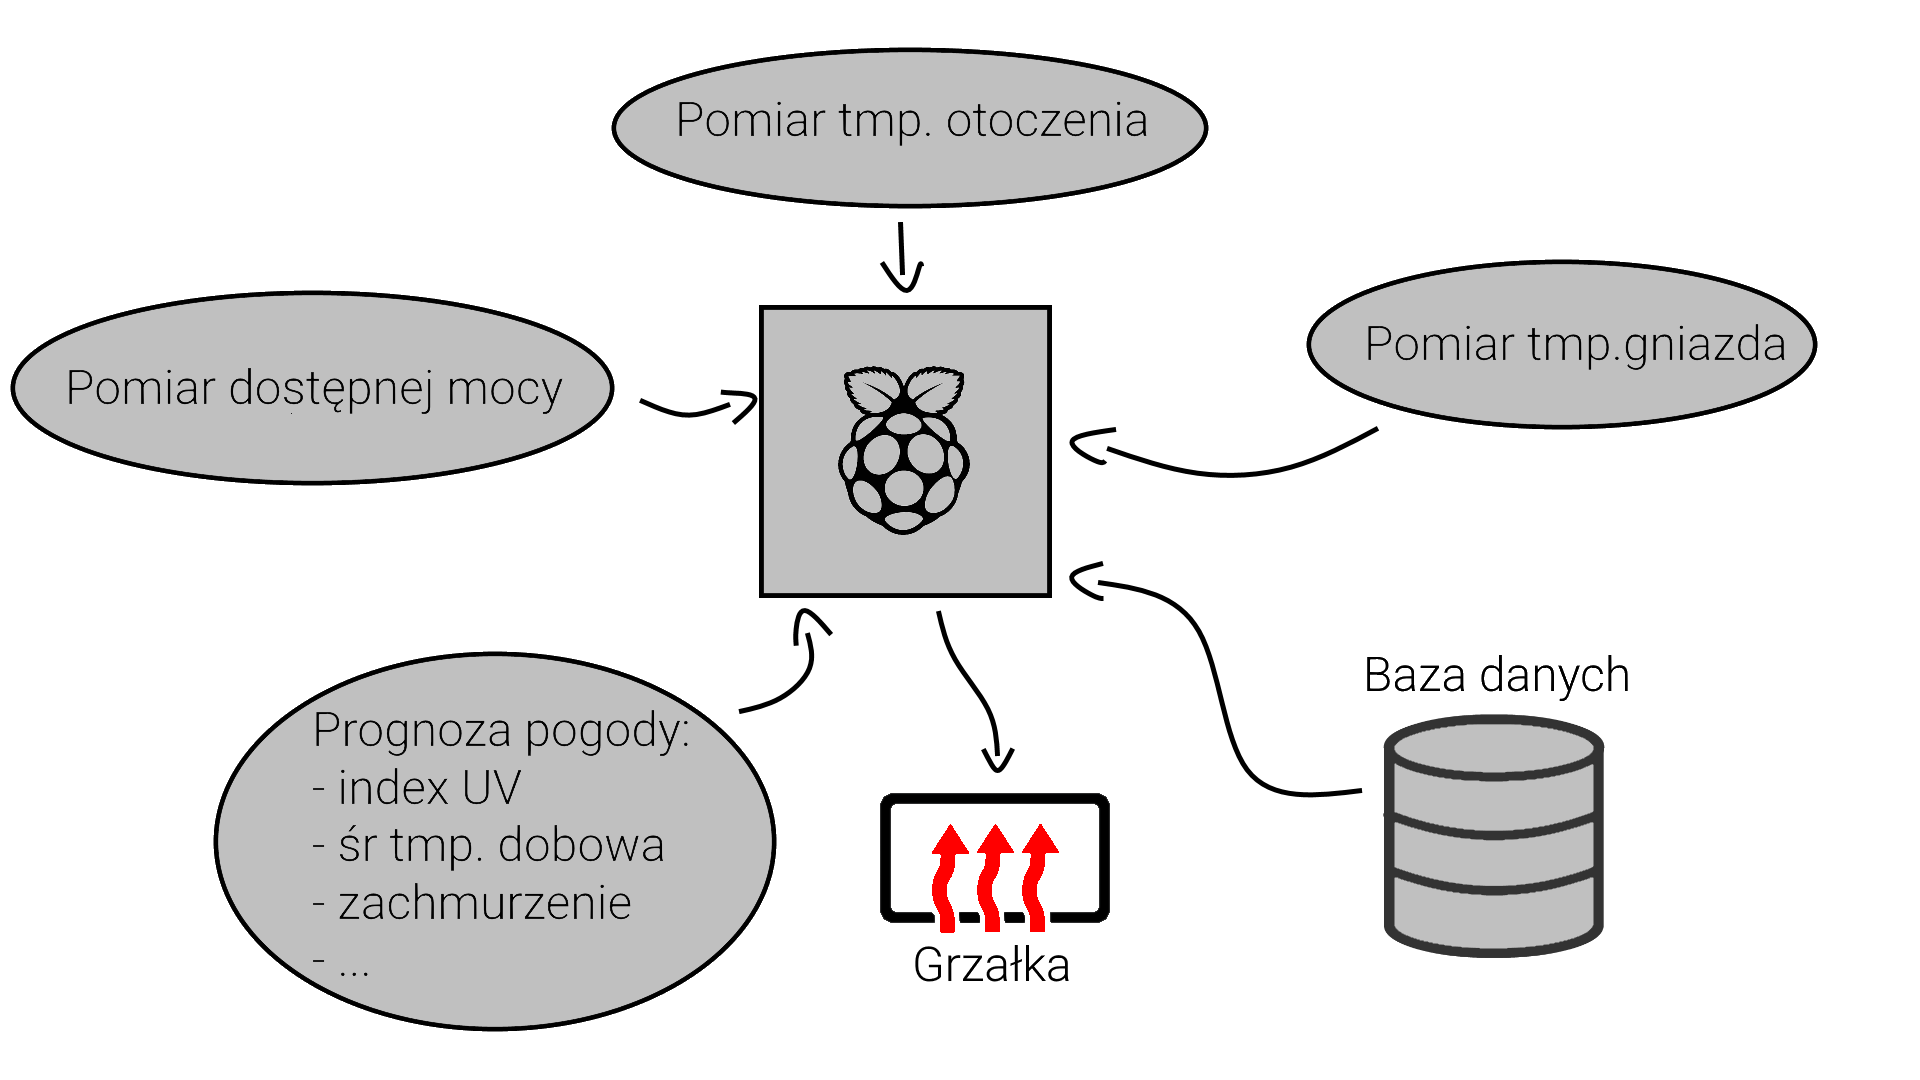 Pomiar tmp. otoczenia
Pomiar tmp.gniazda
Pomiar dostępnej mocy
Baza danych
Prognoza pogody:
- index UV
- śr tmp. dobowa
- zachmurzenie
- ...
Grzałka